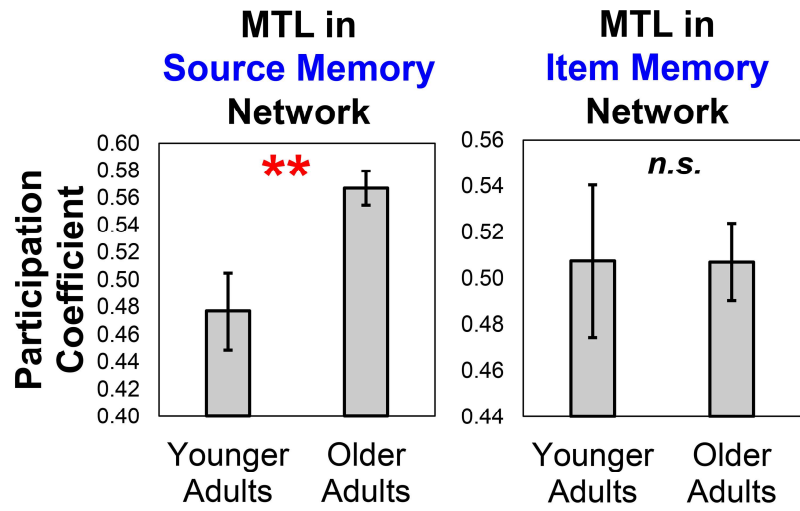 MTL in
Source Memory
Network
MTL in
Item Memory
Network
Participation
Coefficient
0.60
0.58
0.56
0.54
0.52
0.50
0.48
0.46
0.44
0.42
0.40
**
Younger
Adults
Older
Adults
0.56
0.54
0.52
0.50
0.48
0.46
0.44
n.s.
Younger
Adults
Older
Adults